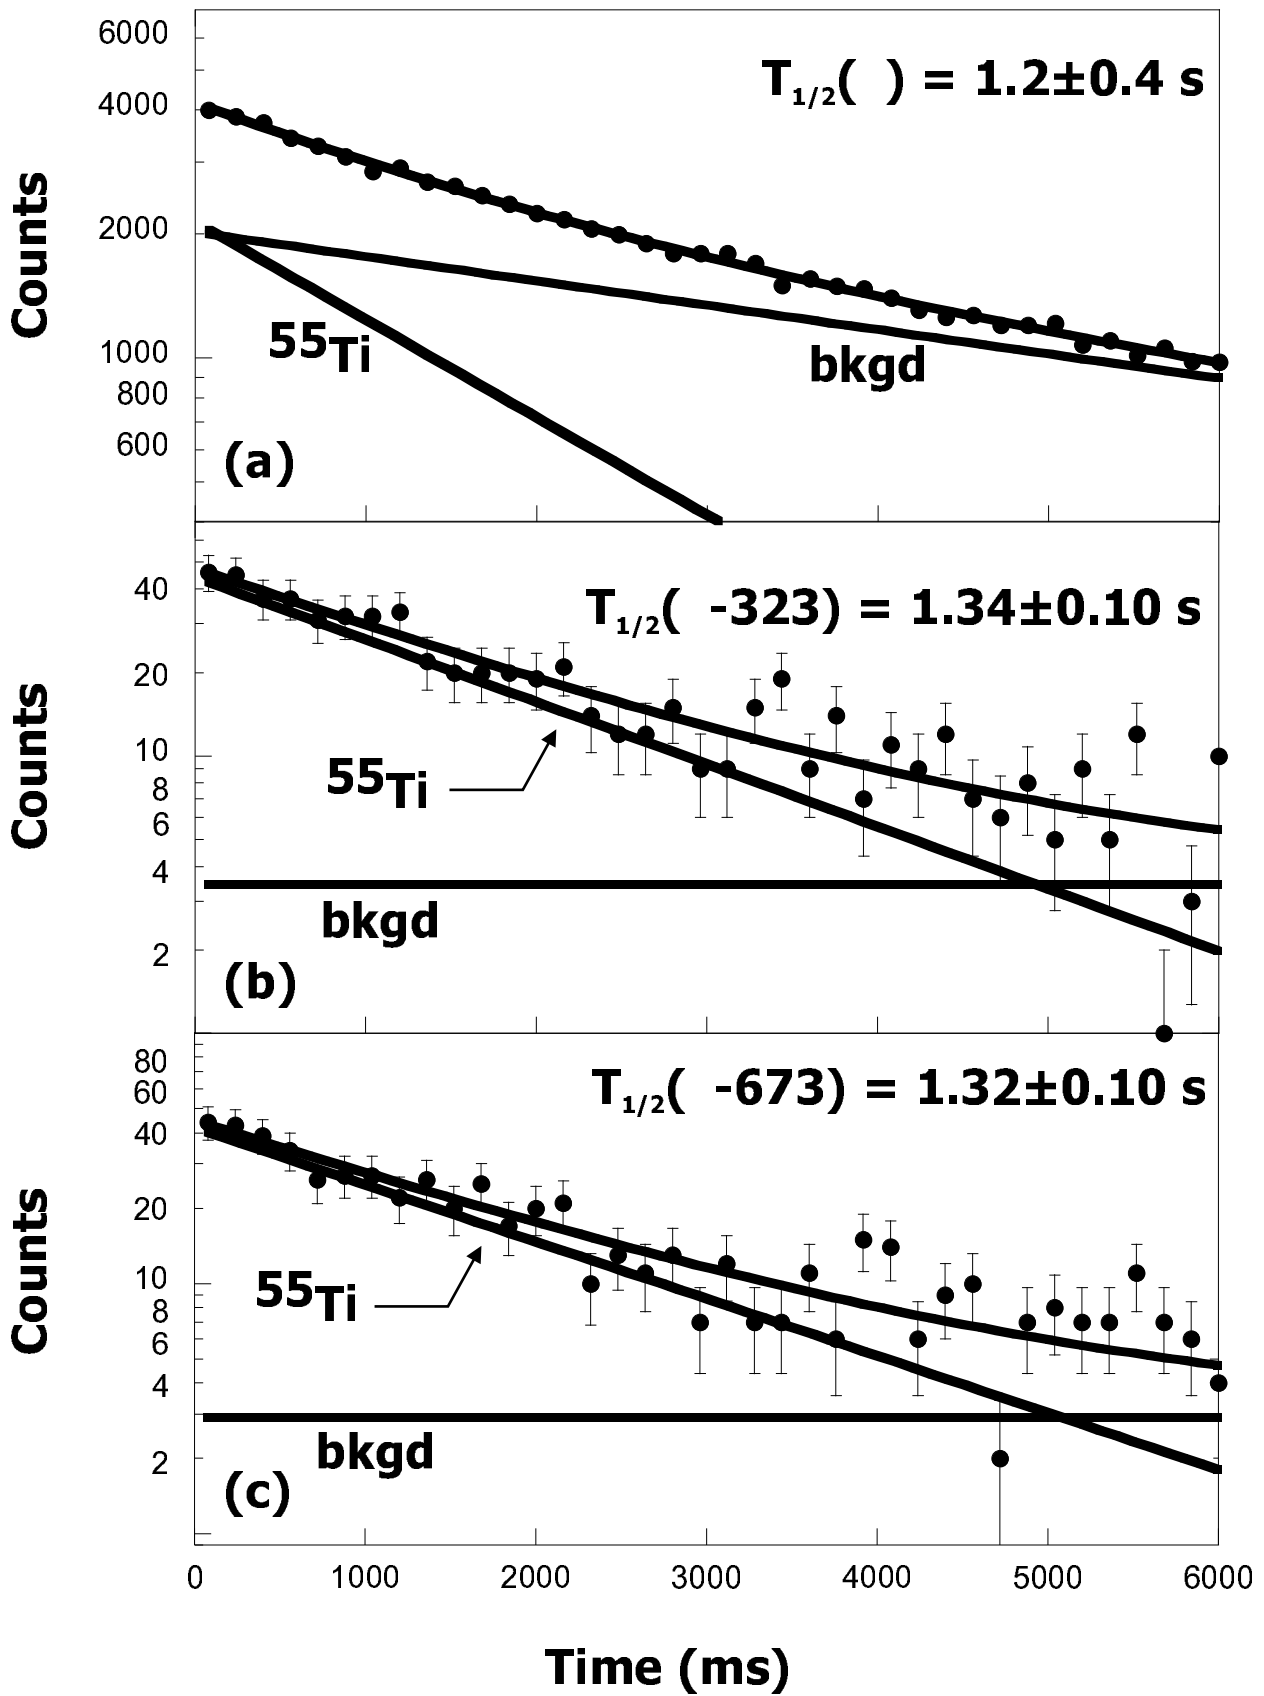 6000
T1/2( ) = 1.2±0.4 s
4000
Counts
2000
55Ti
1000
bkgd
800
600
(a)
40
T1/2( -323) = 1.34±0.10 s
20
Counts
10
55Ti
8
6
4
bkgd
2
(b)
80
T1/2( -673) = 1.32±0.10 s
60
40
20
Counts
10
55Ti
8
6
4
bkgd
2
(c)
0 1000 2000 3000 4000 5000 6000
Time (ms)